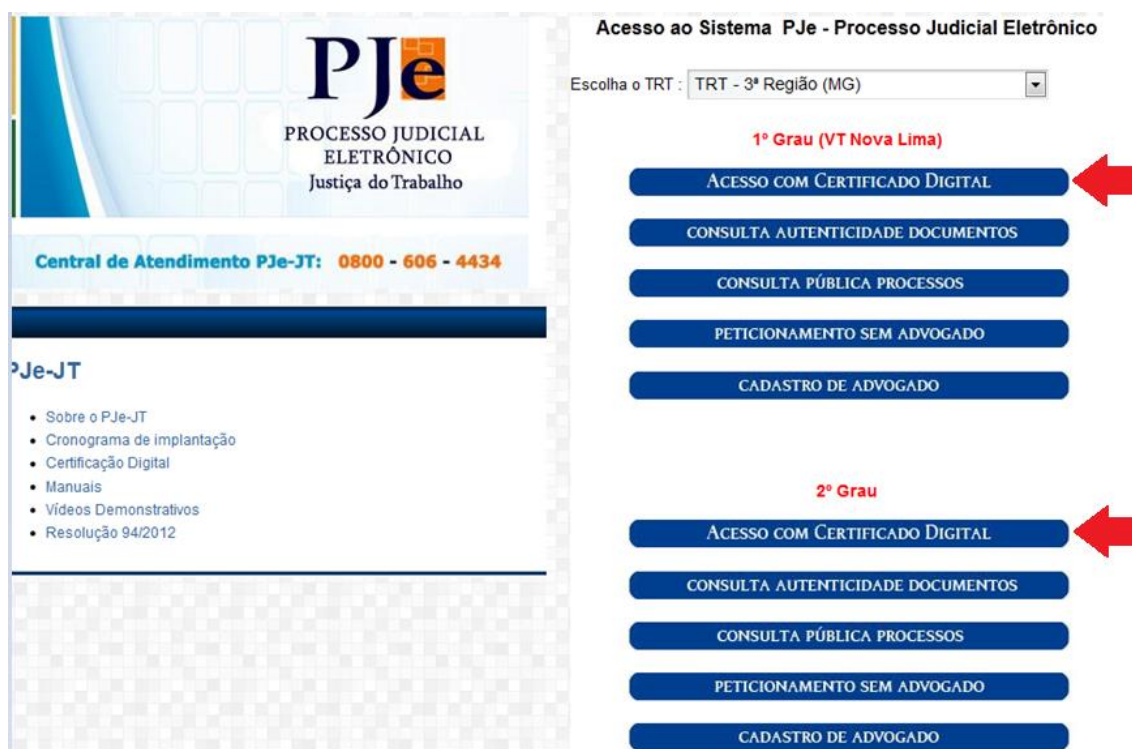 PJe
PROCESSO JUDICIAL
ELETRÔNICO
Justiça do Trabalho
Central de Atendimento PJe-JT: 0800 - 606 - 4434
PJe-JT
Sobre o PJe-JT
Cronograma de implantação
Certificação Digital
Manuais
Vídeos Demonstrativos
Resolução 94/2012
Acesso ao Sistema PJe - Processo Judicial Eletrônico
Escolha o TRT : TRT - 3ª Região (MG)
1º Grau (VT Nova Lima)
ACESSO COM CERTIFICADO DIGITAL
CONSULTA AUTENTICIDADE DOCUMENTOS
CONSULTA PÚBLICA PROCESSOS
PETICIONAMENTO SEM ADVOGADO
CADASTRO DE ADVOGADO
2º Grau
ACESSO COM CERTIFICADO DIGITAL
CONSULTA AUTENTICIDADE DOCUMENTOS
CONSULTA PÚBLICA PROCESSOS
PETICIONAMENTO SEM ADVOGADO
CADASTRO DE ADVOGADO